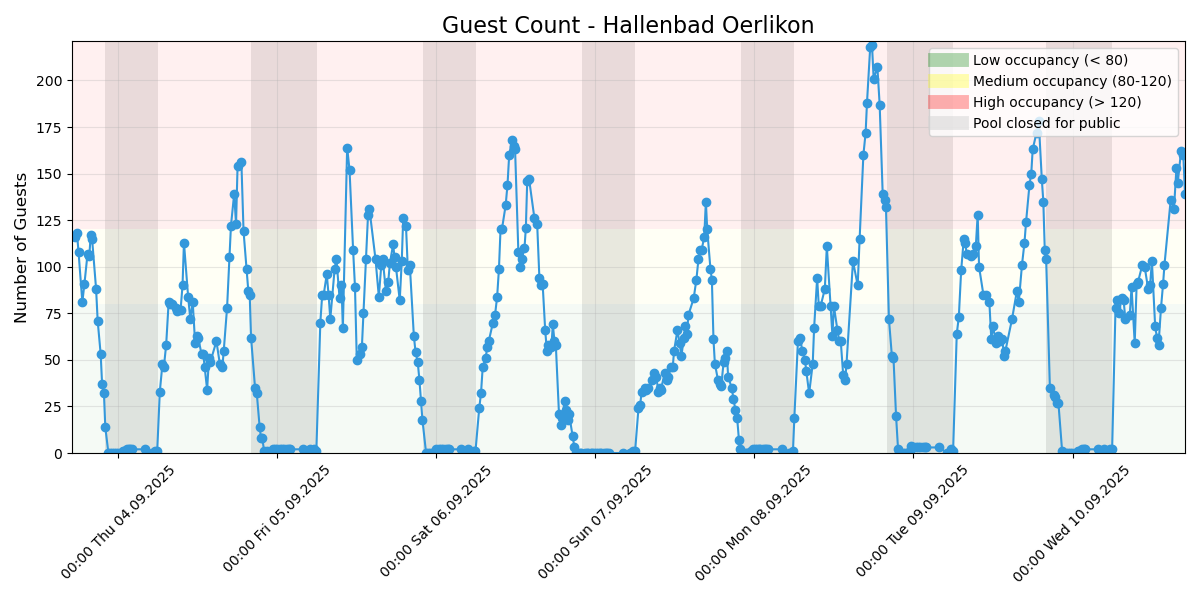 Guest Count - Hallenbad Oerlikon
Low occupancy (< 80)
Medium occupancy (80-120)
High occupancy (> 120)
Pool closed for public
Number of Guests
200
175
150
125
100
75
50
25
0
00:00 Thu 04.09.2025
00:00 Fri 05.09.2025
00:00 Sat 06.09.2025
00:00 Sun 07.09.2025
00:00 Mon 08.09.2025
00:00 Tue 09.09.2025
00:00 Wed 10.09.2025